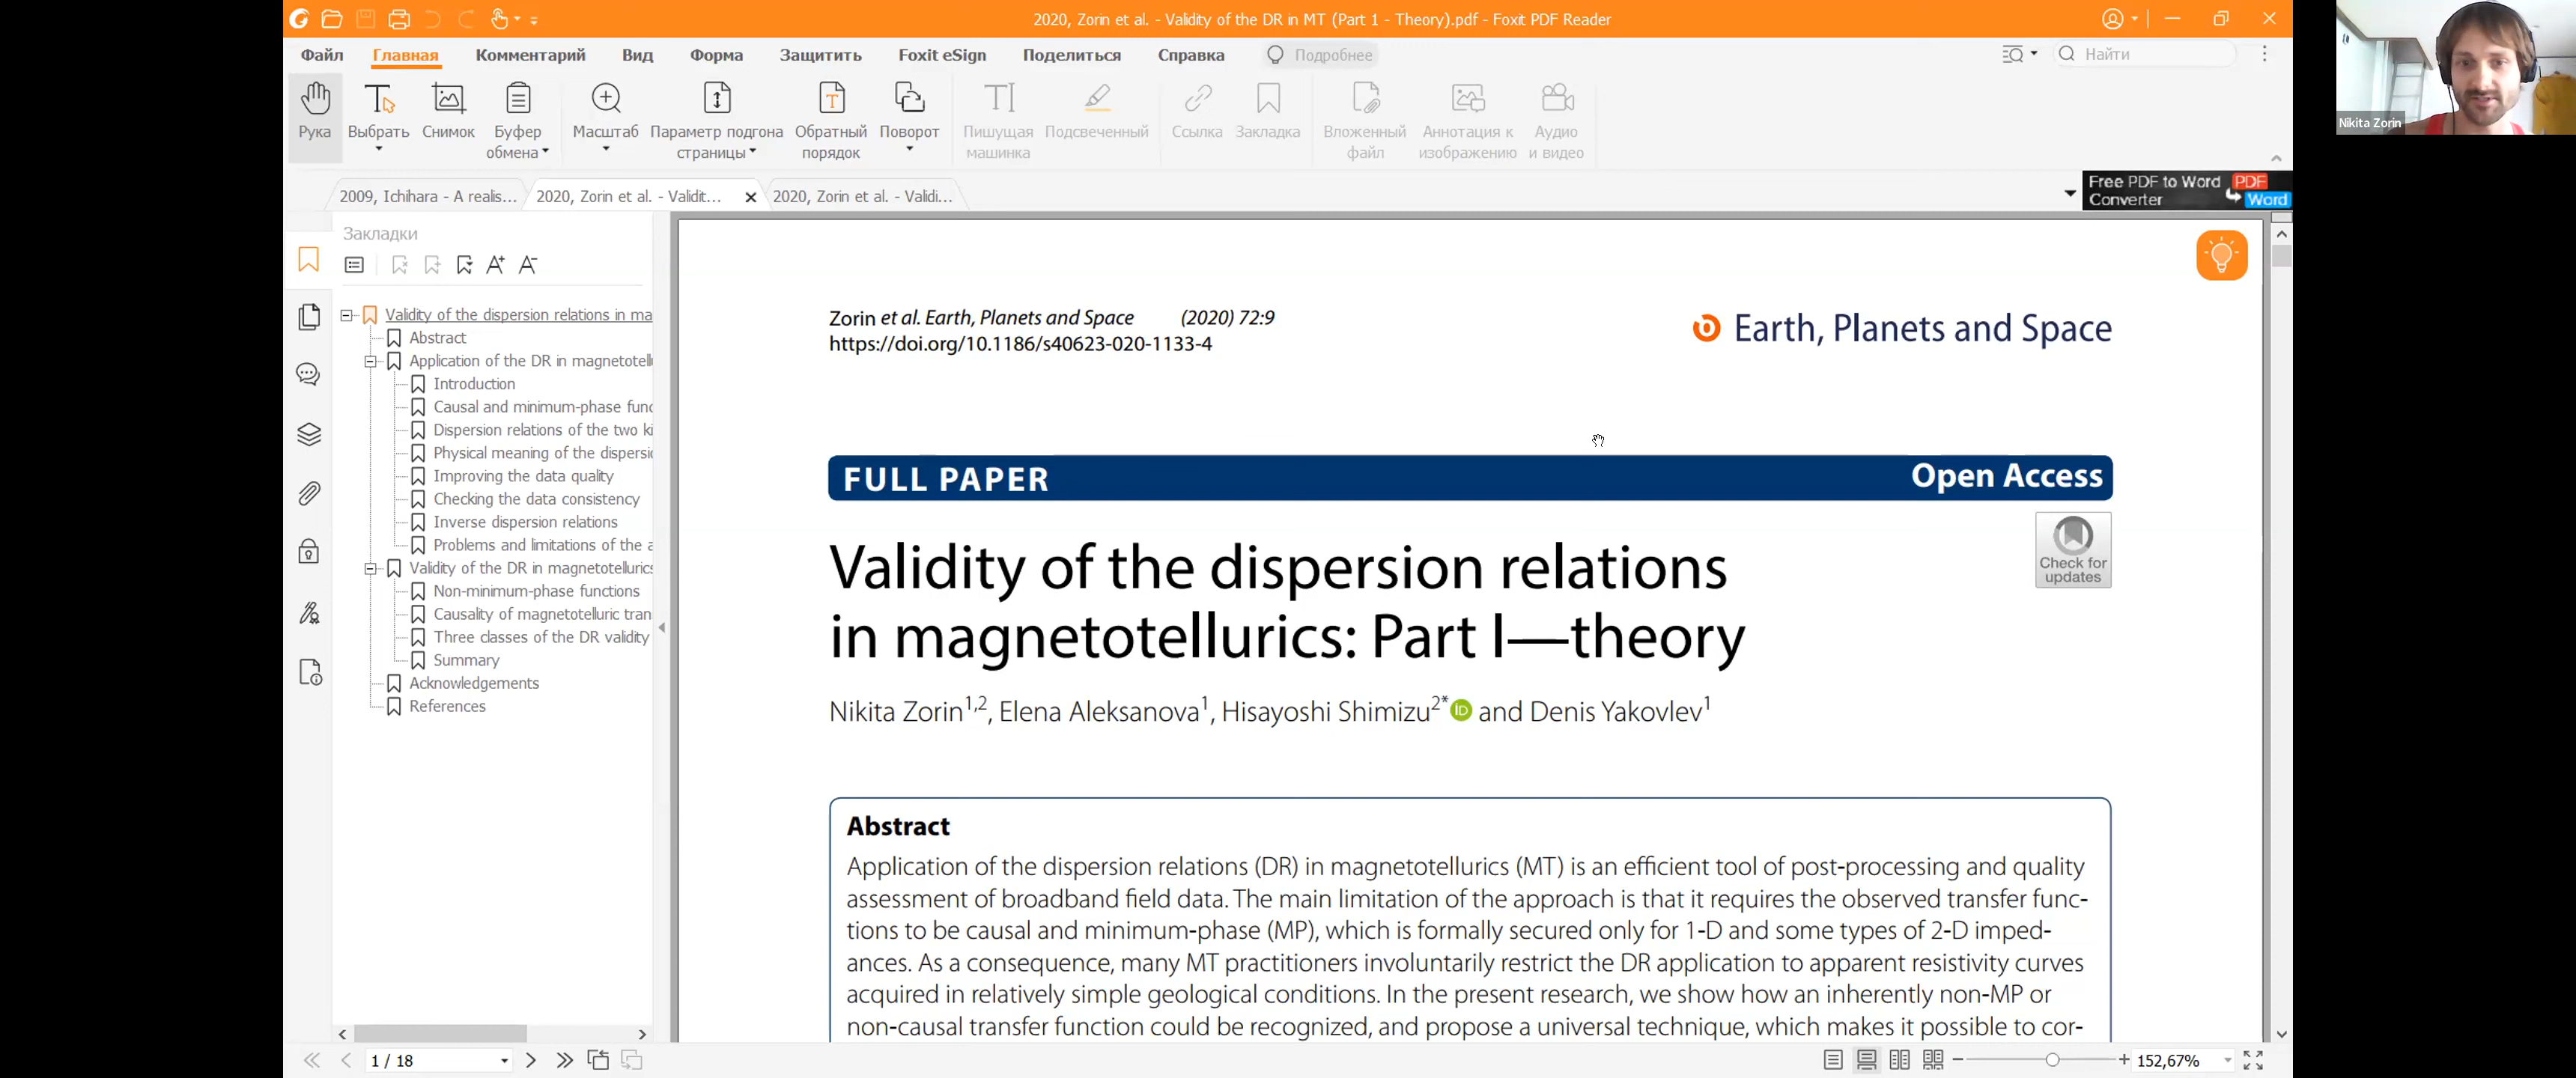 2020, Zorin et al. - Validity of the DR in MT (Part 1 - Theory).pdf - Foxit PDF Reader
Файл Главная Комментарий Вид Форма Защитить Foxit eSign Поделиться Справка Подробнее Найти
Рука
Выбрать
Снимок
Буфер
обмена
Масштаб
Параметр подгона
страницы
Обратный
порядок
Поворот
Пишущая
машинка
Подсвеченный
Ссылка
Закладка
Вложенный
файл
Аннотация к
изображению
Аудио
и видео
2009, Ichihara - A realis... 2020, Zorin et al. - Validit... 2020, Zorin et al. - Validi...
Free PDF to Word
Converter
PDF
Word
Nikita Zorin
Закладки
Validity of the dispersion relations in ma
Abstract
Application of the DR in magnetotell
Introduction
Causal and minimum-phase func
Dispersion relations of the two ki
Physical meaning of the dispersi
Improving the data quality
Checking the data consistency
Inverse dispersion relations
Problems and limitations of the a
Validity of the DR in magnetotellurics
Non-minimum-phase functions
Causality of magnetotelluric tran
Three classes of the DR validity
Summary
Acknowledgements
References
Zorin et al. Earth, Planets and Space (2020) 72:9
https://doi.org/10.1186/s40623-020-1133-4
Earth, Planets and Space
FULL PAPER
Open Access
Check for
updates
Validity of the dispersion relations
in magnetotellurics: Part I—theory
Nikita Zorin1,2, Elena Aleksanova1, Hisayoshi Shimizu2* iD and Denis Yakovlev1
Abstract
Application of the dispersion relations (DR) in magnetotellurics (MT) is an efficient tool of post-processing and quality
assessment of broadband field data. The main limitation of the approach is that it requires the observed transfer func-
tions to be causal and minimum-phase (MP), which is formally secured only for 1-D and some types of 2-D imped-
ances. As a consequence, many MT practitioners involuntarily restrict the DR application to apparent resistivity curves
acquired in relatively simple geological conditions. In the present research, we show how an inherently non-MP or
non-causal transfer function could be recognized, and propose a universal technique, which makes it possible to cor-
1 / 18
152,67%